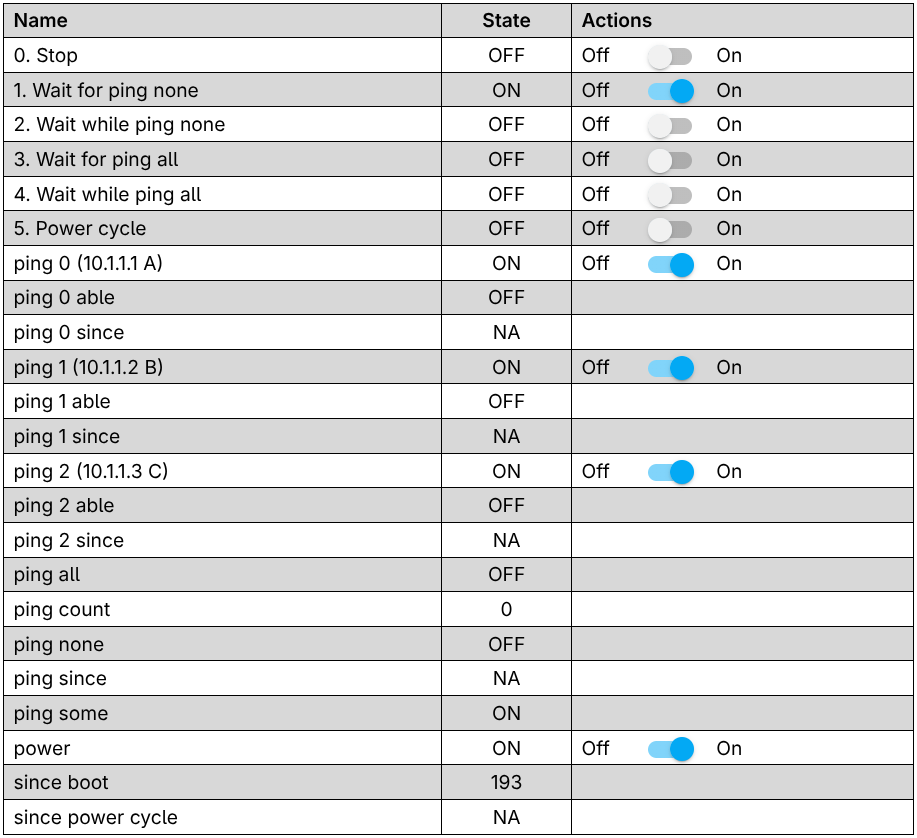 Name State Actions
0. Stop OFF Off On
1. Wait for ping none ON Off On
2. Wait while ping none OFF Off On
3. Wait for ping all OFF Off On
4. Wait while ping all OFF Off On
5. Power cycle OFF Off On
ping 0 (10.1.1.1 A) ON Off On
ping 0 able OFF
ping 0 since NA
ping 1 (10.1.1.2 B) ON Off On
ping 1 able OFF
ping 1 since NA
ping 2 (10.1.1.3 C) ON Off On
ping 2 able OFF
ping 2 since NA
ping all OFF
ping count 0
ping none OFF
ping since NA
ping some ON
power ON Off On
since boot 193
since power cycle NA